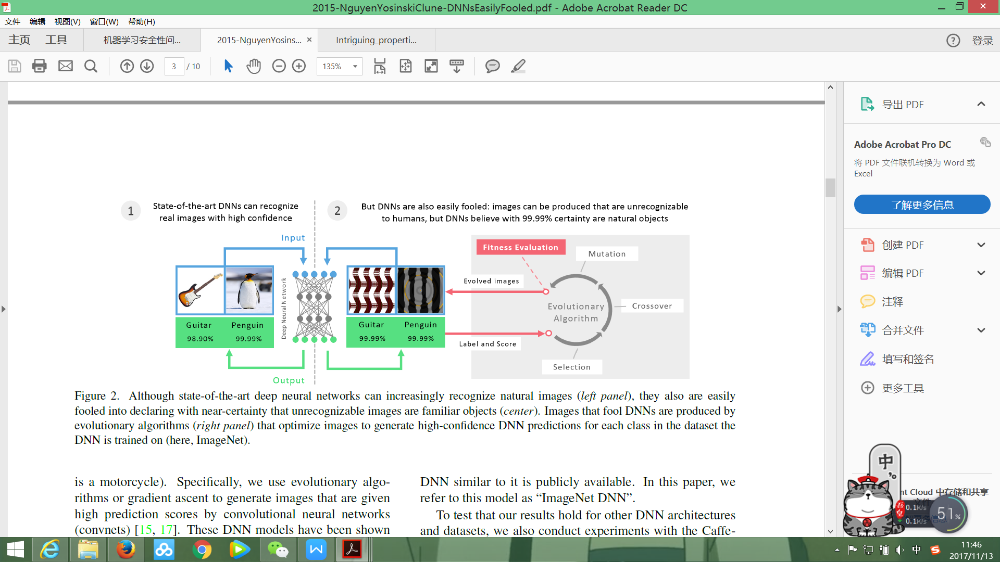 2015-NguyenYosinskiClune-DNNsEasilyFooled.pdf - Adobe Acrobat Reader DC
文件 编辑 视图(V) 窗口(W) 帮助(H)
主页 工具 机器学习安全性问... 2015-NguyenYosins... × Intriguing_properti... ? 登录
3 / 10 135%
导出 PDF
Adobe Acrobat Pro DC
将 PDF 文件联机转换为 Word 或
Excel
了解更多信息
创建 PDF
编辑 PDF
注释
合并文件
填写和签名
更多工具
1 State-of-the-art DNNs can recognize
real images with high confidence
2 But DNNs are also easily fooled: images can be produced that are unrecognizable
to humans, but DNNs believe with 99.99% certainty are natural objects
Input
Deep Neural Network
Guitar Penguin
98.90% 99.99%
Guitar Penguin
99.99% 99.99%
Output
Fitness Evaluation
Mutation
Evolved images
Crossover
Evolutionary
Algorithm
Label and Score
Selection
Figure 2. Although state-of-the-art deep neural networks can increasingly recognize natural images (left panel), they also are easily
fooled into declaring with near-certainty that unrecognizable images are familiar objects (center). Images that fool DNNs are produced by
evolutionary algorithms (right panel) that optimize images to generate high-confidence DNN predictions for each class in the dataset the
DNN is trained on (here, ImageNet).
is a motorcycle). Specifically, we use evolutionary algo-
rithms or gradient ascent to generate images that are given
high prediction scores by convolutional neural networks
(convnets) [15, 17]. These DNN models have been shown
DNN similar to it is publicly available. In this paper, we
refer to this model as “ImageNet DNN”.
To test that our results hold for other DNN architectures
and datasets, we also conduct experiments with the Caffe-
中
nt Cloud 中存储和共享
文件
0.1K/s
0.1K/s
51%
中
11:46
2017/11/13